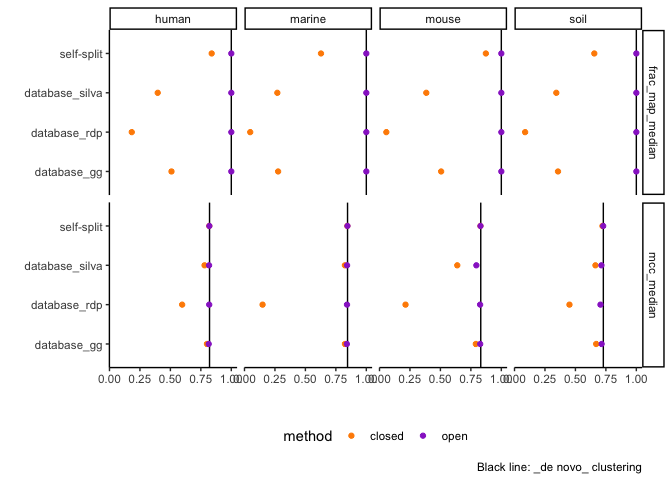 human marine mouse soil
self-split
database_silva
database_rdp
database_gg
frac_map_median
self-split
database_silva
database_rdp
database_gg
mcc_median
0.00 0.25 0.50 0.75 1.00 0.00 0.25 0.50 0.75 1.00 0.00 0.25 0.50 0.75 1.00 0.00 0.25 0.50 0.75 1.00
method closed open
Black line: _de novo_ clustering